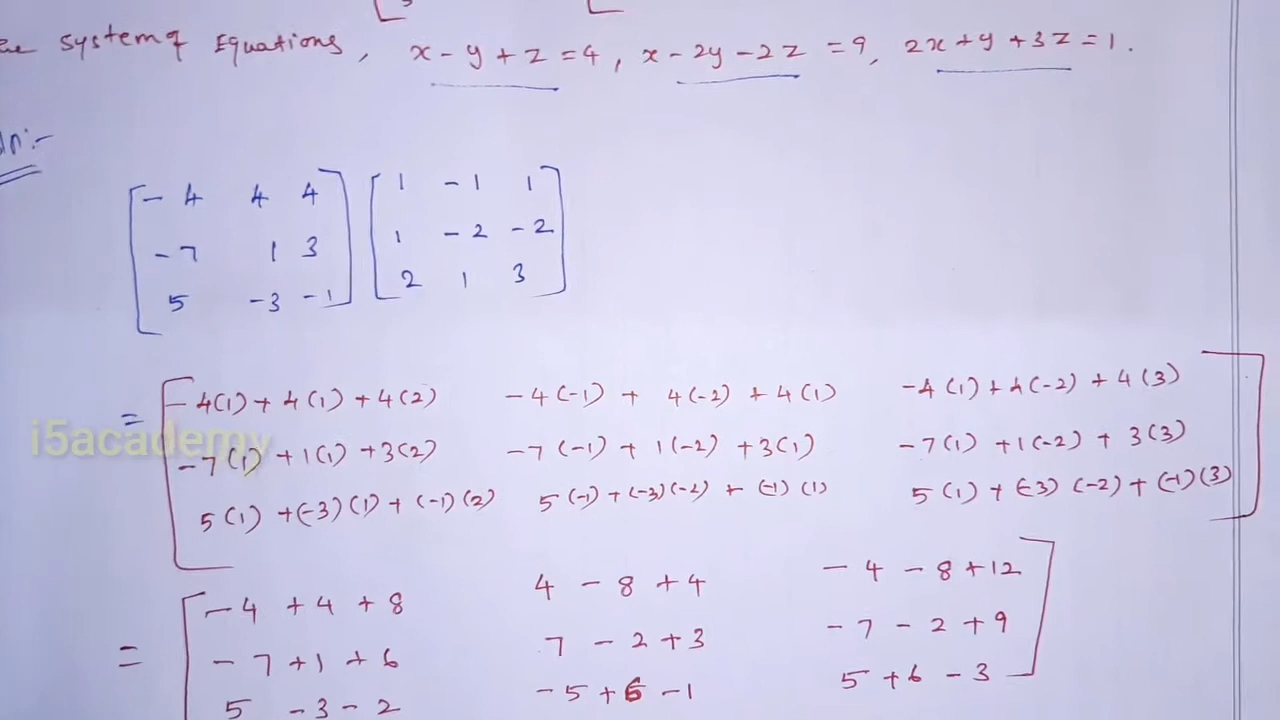 system of Equations, x - y + z = 4, x - 2y - 2z = 9, 2x + y + 3z = 1.
- 4 4 4 1 - 1 1
- 7 1 3 1 - 2 - 2
5 -3 -1 2 1 3
= - 4(1) + 4(1) + 4(2) - 4(-1) + 4(-2) + 4(1) - 4(1) + 4(-2) + 4(3)
i5academy
- 7(1) + 1(1) + 3(2) - 7(-1) + 1(-2) + 3(1) - 7(1) + 1(-2) + 3(3)
5(1) + (-3)(1) + (-1)(2) 5(-1) + (-3)(-2) + (-1)(1) 5(1) + (-3)(-2) + (-1)(3)
- 4 + 4 + 8 4 - 8 + 4 - 4 - 8 + 12
= - 7 + 1 + 6 7 - 2 + 3 - 7 - 2 + 9
5 - 3 - 2 - 5 + 6 - 1 5 + 6 - 3